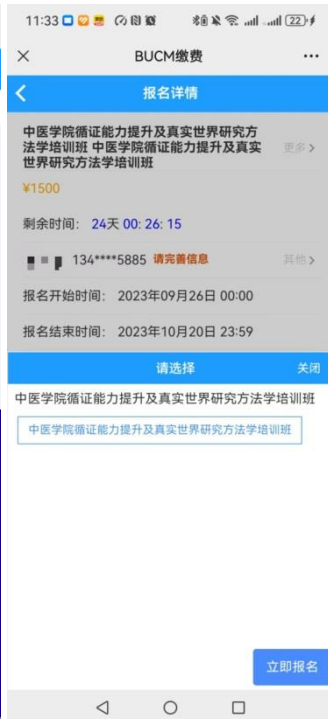 11:33 22
BUCM缴费
报名详情
中医学院循证能力提升及真实世界研究方
法学培训班 中医学院循证能力提升及真实 更多
世界研究方法学培训班
¥1500
剩余时间： 24天 00: 26: 15
134****5885 请完善信息 其他
报名开始时间： 2023年09月26日 00:00
报名结束时间： 2023年10月20日 23:59
请选择 关闭
中医学院循证能力提升及真实世界研究方法学培训班
中医学院循证能力提升及真实世界研究方法学培训班
立即报名